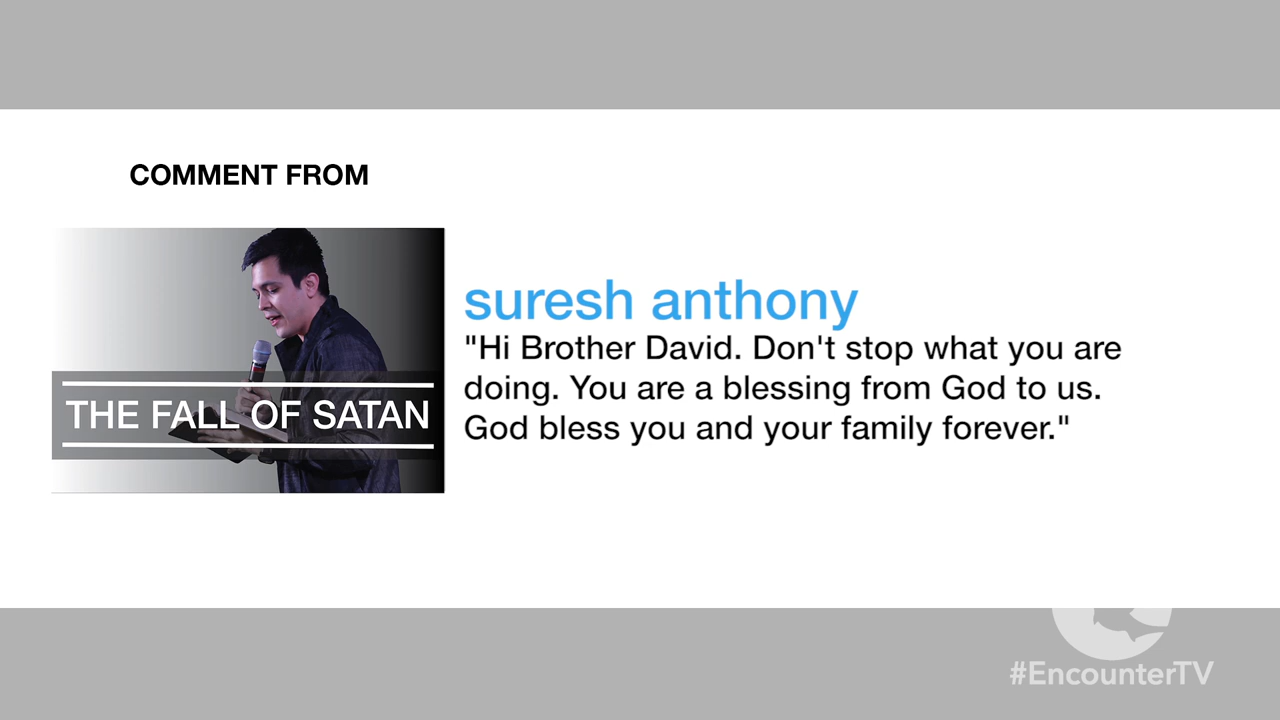 COMMENT FROM
THE FALL OF SATAN
suresh anthony
"Hi Brother David. Don't stop what you are
doing. You are a blessing from God to us.
God bless you and your family forever."
#EncounterTV